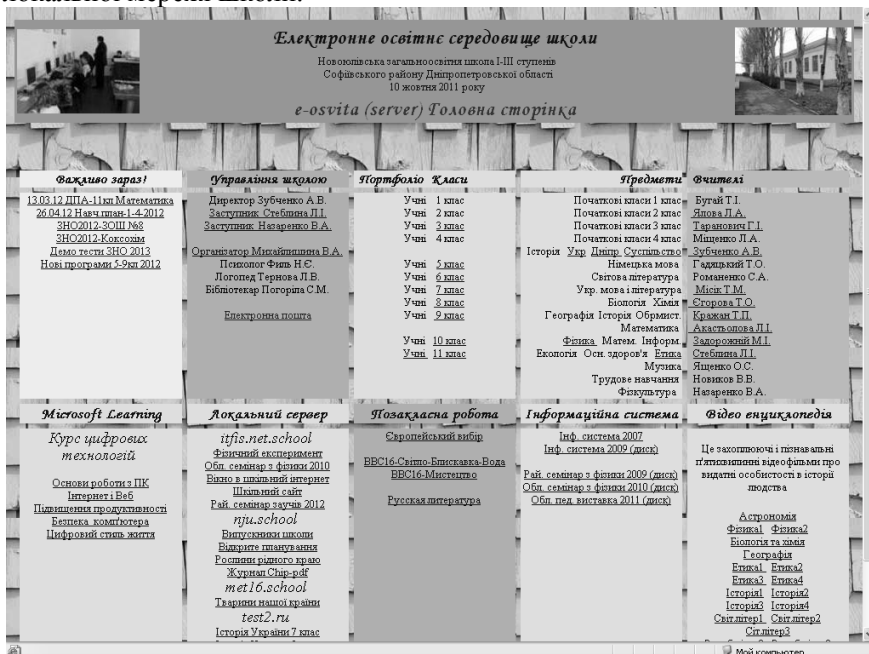 локальної мережі школи.
Електронне освітнє середовище школи
Новоюлівська загальноосвітня школа І-ІІІ ступенів
Софіївського району Дніпропетровської області
10 жовтня 2011 року
e-osvita (server) Головна сторінка
Важливо зараз!
13.03.12 ДПА-11кл Математика
26.04.12 Навч план-1-4-2012
ЗНО2012-ЗОШ №8
ЗНО2012-Коксохім
Демо тести ЗНО 2013
Нові програми 5-9кл 2012
Управління школою
Директор Зубченко А.В.
Заступник Стеблина Л.І.
Заступник Назаренко В.А.
Організатор Михайлишина В.А.
Психолог Филь Н.Є.
Логопед Тернова Л.В.
Бібліотекар Погоріла С.М.
Електронна пошта
Портфоліо Класи
Учні 1 клас
Учні 2 клас
Учні 3 клас
Учні 4 клас
Учні 5 клас
Учні 6 клас
Учні 7 клас
Учні 8 клас
Учні 9 клас
Учні 10 клас
Учні 11 клас
Предмети Вчителі
Початкові класи 1 клас Бугай Т.І.
Початкові класи 2 клас Ялова Л.А.
Початкові класи 3 клас Таранович Г.І.
Початкові класи 4 клас Міщенко Л.А.
Історія Укр Дніпр Суспільство Зубченко А.В.
Німецька мова Гадяцький Т.О.
Світова література Романенко С.А.
Укр. мова і література Місік Т.М.
Біологія Хімія Єгорова Т.О.
Географія Історія Обрмист. Кражан Т.П.
Математика Акастьолова Л.І.
Фізика Матем. Інформ. Задорожній М.І.
Екологія Осн. здоров'я Етика Стеблина Л.І.
Музика Ященко О.С.
Трудове навчання Новиков В.В.
Фізкультура Назаренко В.А.
Microsoft Learning
Курс цифрових
технологій
Основи роботи з ПК
Інтернет і Веб
Підвищення продуктивності
Безпека комп'ютера
Цифровий стиль життя
Локальний сервер
itfis.net.school
Фізичний експеримент
Обл. семінар з фізики 2010
Вікно в шкільний інтернет
Шкільний сайт
Рай. семінар заучів 2012
nju.school
Випускники школи
Відкрите планування
Рослини рідного краю
Журнал Chip-pdf
met16.school
Тварини нашої країни
test2.ru
Історія України 7 клас
Позакласна робота
Європейський вибір
ВВС16-Світло-Блискавка-Вода
ВВС16-Мистецтво
Русская литература
Інформаційна система
Інф. система 2007
Інф. система 2009 (диск)
Рай. семінар з фізики 2009 (диск)
Обл. семінар з фізики 2010 (диск)
Обл. пед. виставка 2011 (диск)
Відео енциклопедія
Це захоплюючі і пізнавальні
п'ятихвилинні відеофільми про
видатні особистості в історії
людства
Астрономія
Фізика1 Фізика2
Біологія та хімія
Географія
Етика1 Етика2
Етика3 Етика4
Історія1 Історія2
Історія3 Історія4
Світ.літер1 Світ.літер2
Сіт.літер3
Мой компьютер